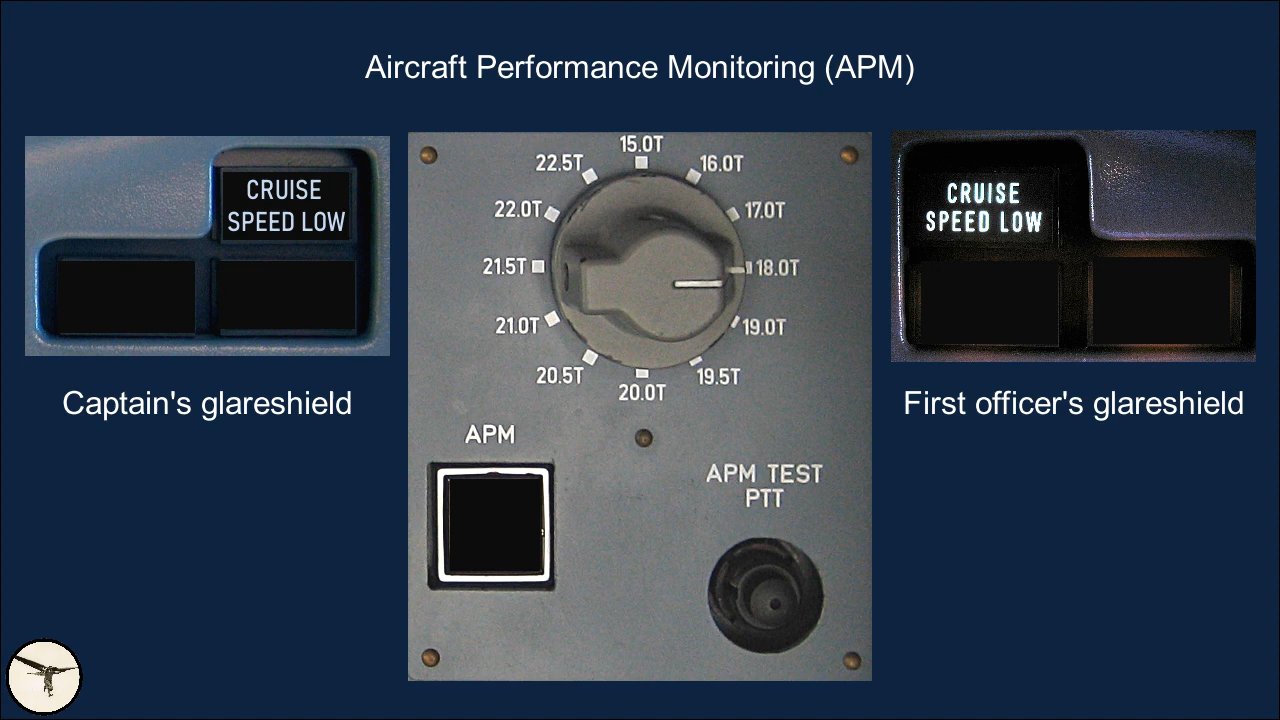 Aircraft Performance Monitoring (APM)
CRUISE
SPEED LOW
15.0T
22.5T
16.0T
22.0T
17.0T
21.5T
18.0T
21.0T
19.0T
20.5T
19.5T
20.0T
APM
APM TEST
PTT
CRUISE
SPEED LOW
Captain's glareshield
First officer's glareshield